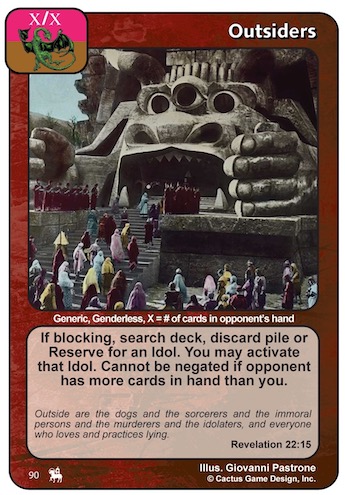 X/X
Outsiders
Generic, Genderless, X = # of cards in opponent's hand
If blocking, search deck, discard pile or
Reserve for an Idol. You may activate
that Idol. Cannot be negated if opponent
has more cards in hand than you.
Outside are the dogs and the sorcerers and the immoral
persons and the murderers and the idolaters, and everyone
who loves and practices lying.
Revelation 22:15
90
Illus. Giovanni Pastrone
© Cactus Game Design, Inc.